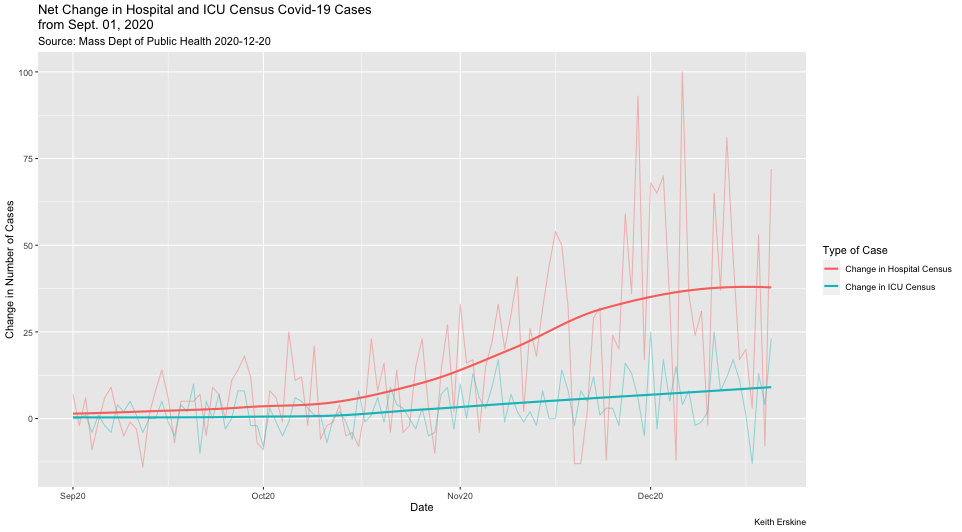 Net Change in Hospital and ICU Census Covid-19 Cases
from Sept. 01, 2020
Source: Mass Dept of Public Health 2020-12-20
Change in Number of Cases
100
75
50
25
0
Sep20
Oct20
Nov20
Dec20
Date
Type of Case
Change in Hospital Census
Change in ICU Census
Keith Erskine